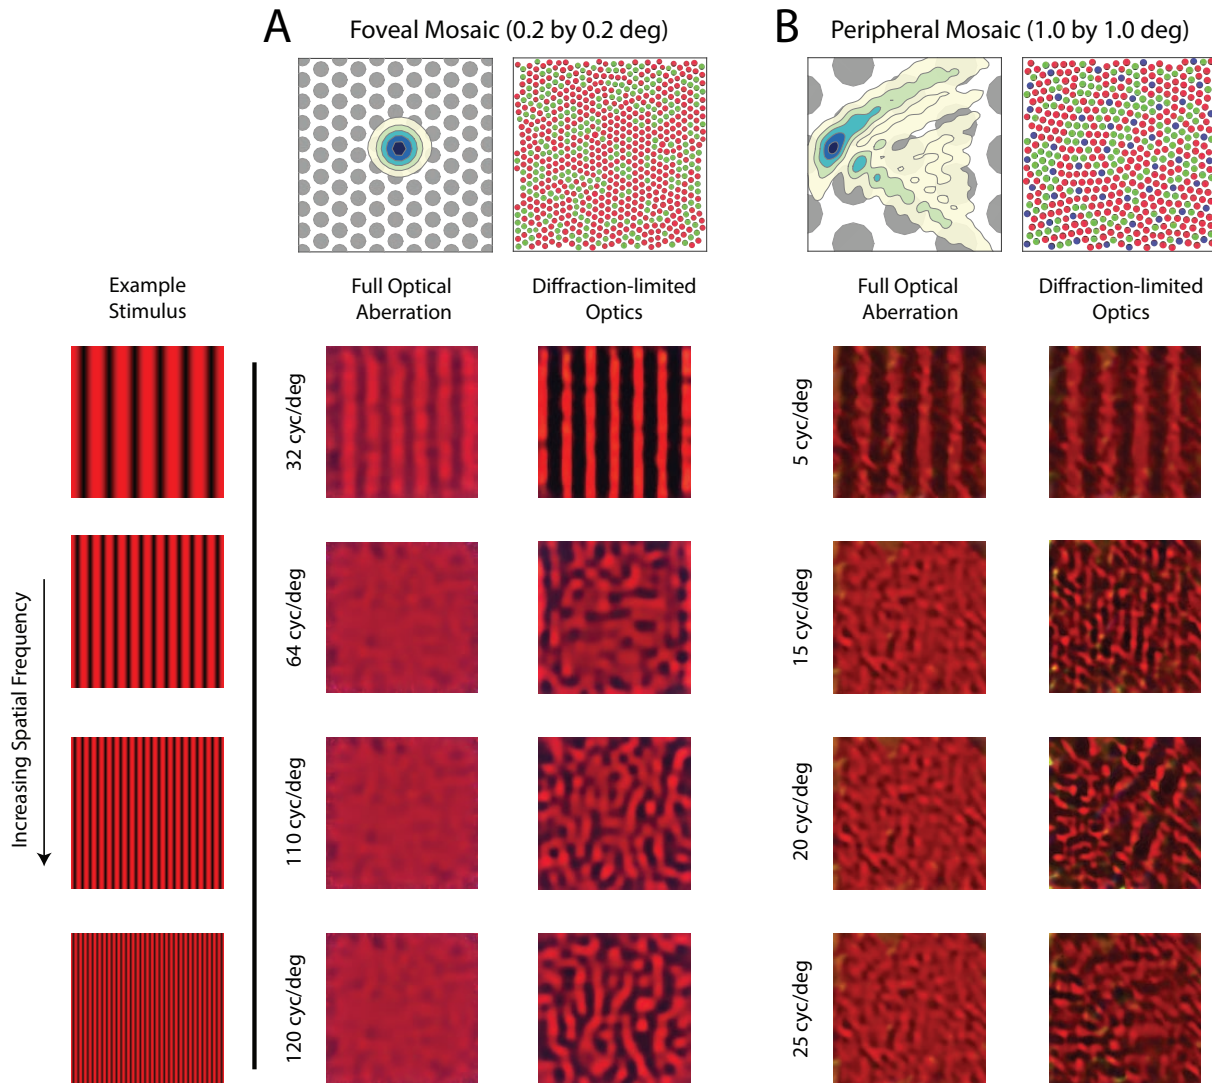 A
Foveal Mosaic (0.2 by 0.2 deg)
B
Peripheral Mosaic (1.0 by 1.0 deg)
Example
Stimulus
Full Optical
Aberration
Diffraction-limited
Optics
Full Optical
Aberration
Diffraction-limited
Optics
Increasing Spatial Frequency
32 cyc/deg
64 cyc/deg
110 cyc/deg
120 cyc/deg
5 cyc/deg
15 cyc/deg
20 cyc/deg
25 cyc/deg